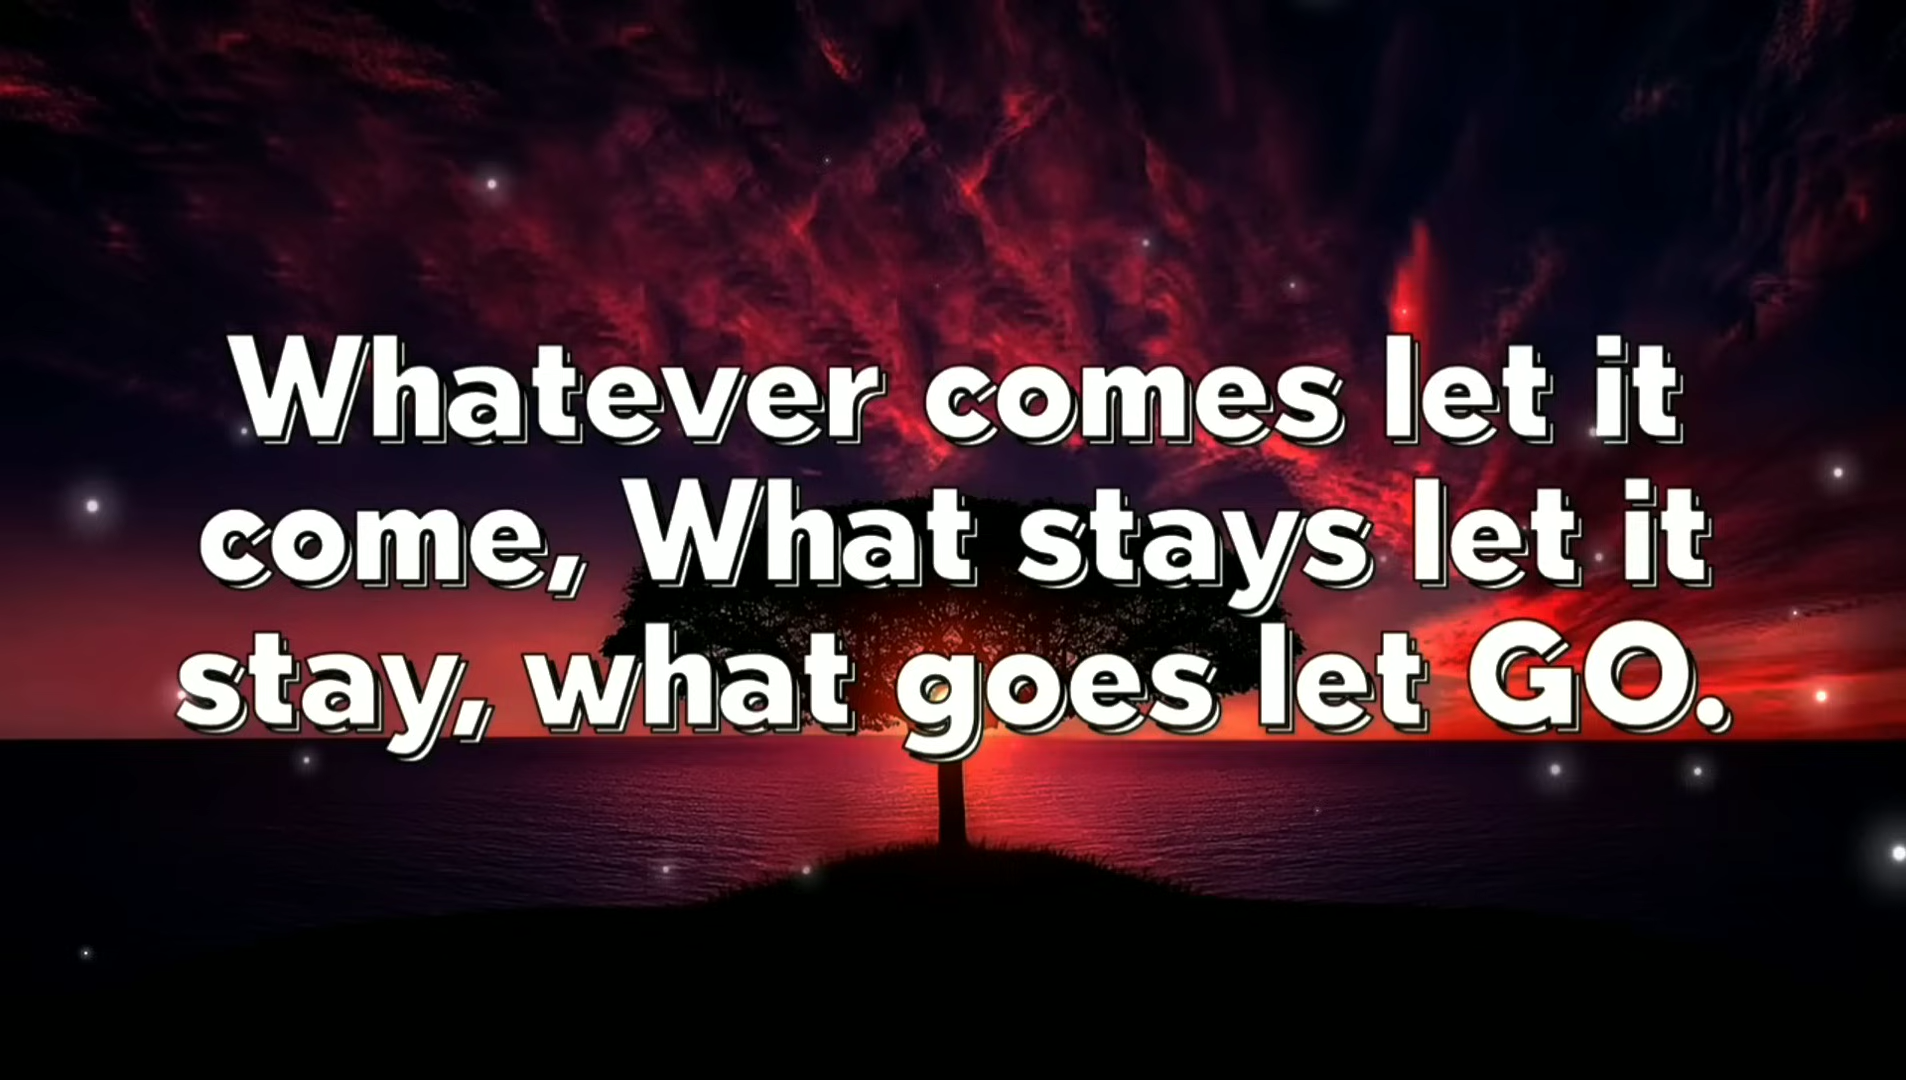 Whatever comes let it
come, What stays let it
stay, what goes let GO.